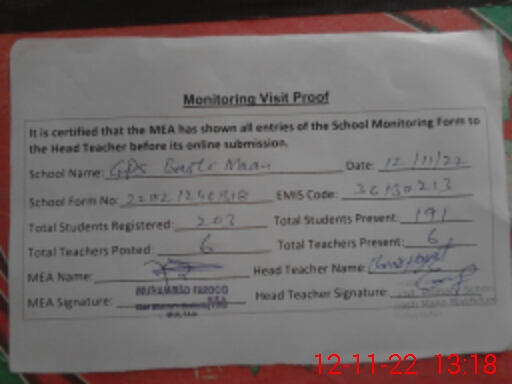 Monitoring Visit Proof
It is certified that the MEA has shown all entries of the School Monitoring Form to
the Head Teacher before its online submission.
School Name: GPS Basti Maan Date: 12/11/22
School Form No: EMIS Code: 36130213
Total Students Registered: 203 Total Students Present: 191
Total Teachers Posted: 6 Total Teachers Present: 6
MEA Name: Head Teacher Name:
MEA Signature: MUHAMMAD FAROOQ Head Teacher Signature:
12-11-22 13:18